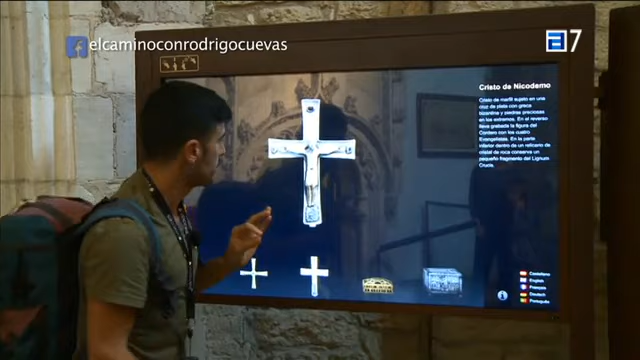 elcaminoconrodrigocuevas
a7
Cristo de Nicodemo
Cristo de marfil sujeto en una
cruz de plata con greca
bizantina y piedras preciosas
en los extremos. En el reverso
lleva grabada la figura del
Cordero con los cuatro
Evangelistas. En la parte
inferior dentro de un relicario de
cristal de roca conserva un
pequeño fragmento del Lignum
Crucis.
Castellano
English
Français
Deutsch
Portugués